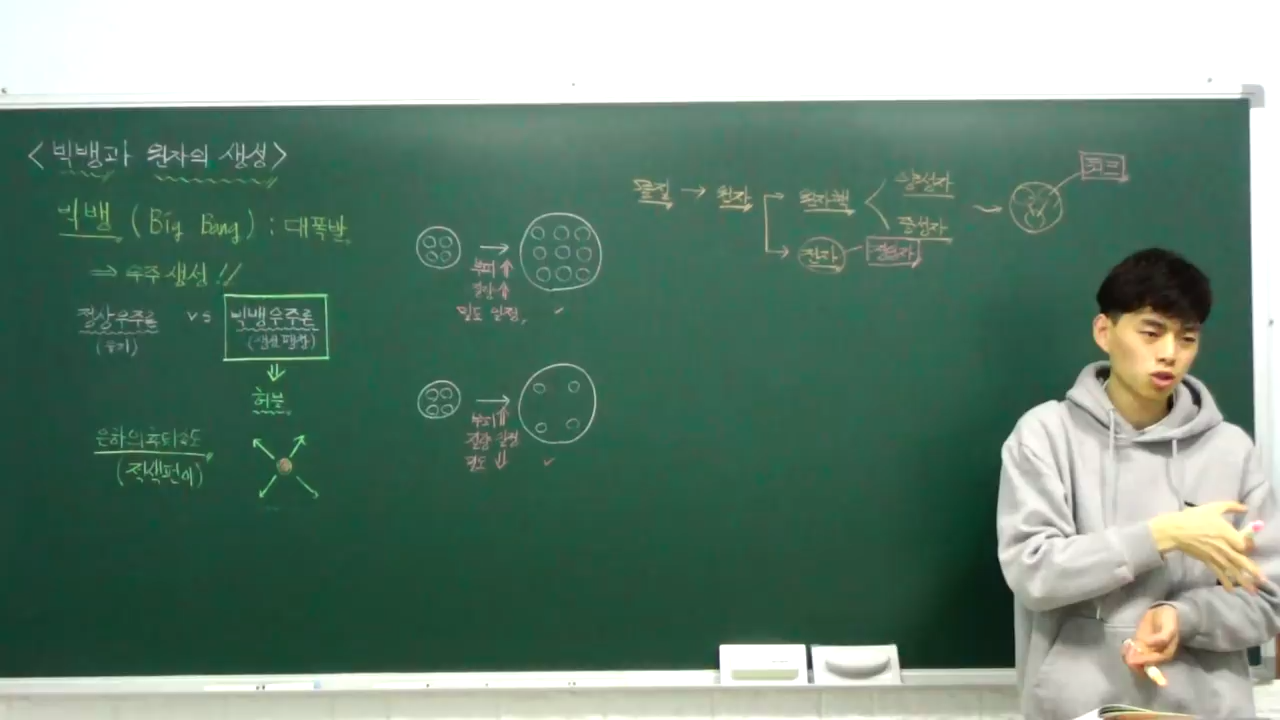 <빅뱅과 원자의 생성>
빅뱅 (Big Bang) : 대폭발
⇒ 우주 생성 !!
정상우주론 vs 빅뱅우주론
허블
은하의 후퇴속도
(적색편이)
→
부피 ↑
질량 ↑
밀도 일정,
→
부피 ↑
질량 일정
밀도 ↓
물질 → 원자
원자핵
양성자
중성자
전자
쿼크